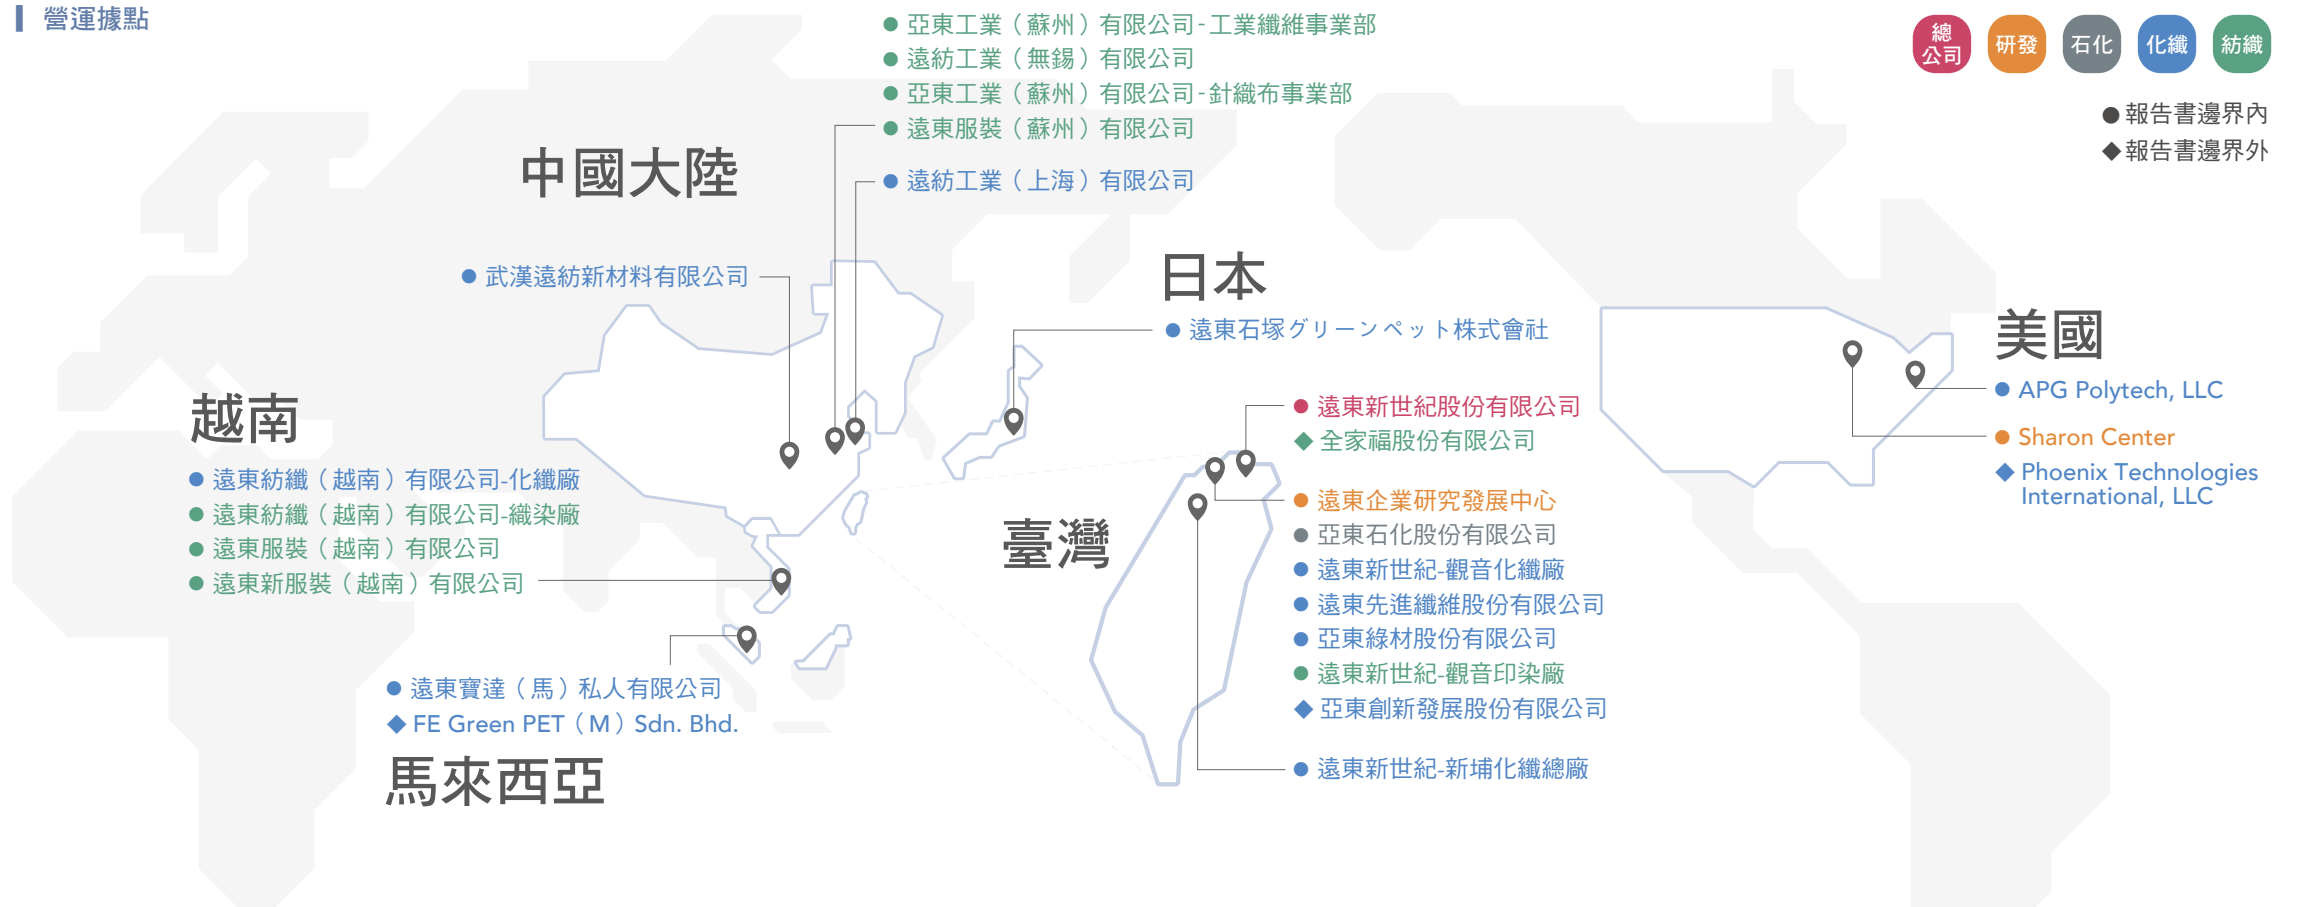 營運據點
總
公司
研發
石化
化纖
紡織
報告書邊界內
報告書邊界外
中國大陸
亞東工業（蘇州）有限公司-工業纖維事業部
遠紡工業（無錫）有限公司
亞東工業（蘇州）有限公司-針織布事業部
遠東服裝（蘇州）有限公司
遠紡工業（上海）有限公司
武漢遠紡新材料有限公司
日本
遠東石塚グリーンペット株式會社
美國
APG Polytech, LLC
Sharon Center
Phoenix Technologies
International, LLC
越南
遠東紡纖（越南）有限公司-化纖廠
遠東紡纖（越南）有限公司-織染廠
遠東服裝（越南）有限公司
遠東新服裝（越南）有限公司
臺灣
遠東新世紀股份有限公司
全家福股份有限公司
遠東企業研究發展中心
亞東石化股份有限公司
遠東新世紀-觀音化纖廠
遠東先進纖維股份有限公司
亞東綠材股份有限公司
遠東新世紀-觀音印染廠
亞東創新發展股份有限公司
遠東新世紀-新埔化纖總廠
遠東寶達（馬）私人有限公司
FE Green PET（M）Sdn. Bhd.
馬來西亞